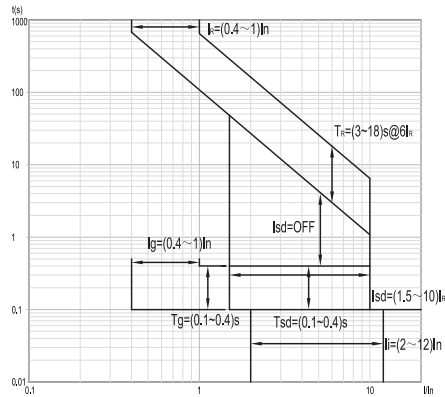 t(s)
1000
IR=(0.4～1)In
100
TR=(3~18)s@6IR
10
Isd=OFF
1
Ig=(0.4～1)In
Isd=(1.5～10)IR
0.1
Tg=(0.1~0.4)s
Tsd=(0.1~0.4)s
Ii=(2～12)In
0.01
0.1
1
10
I/In